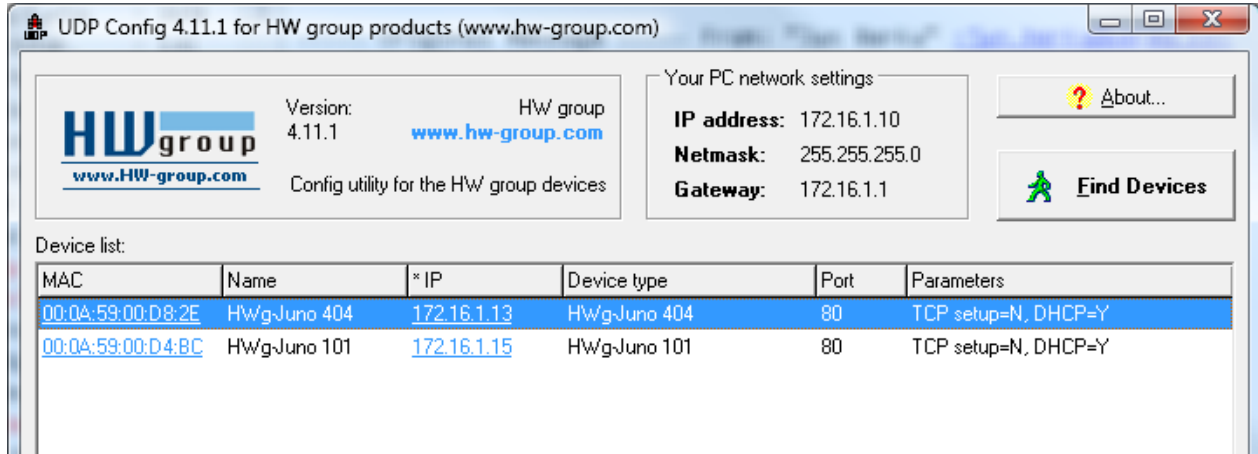 UDP Config 4.11.1 for HW group products (www.hw-group.com)
HW group
www.HW-group.com
Version:
4.11.1
HW group
www.hw-group.com
Config utility for the HW group devices
Your PC network settings
IP address: 172.16.1.10
Netmask: 255.255.255.0
Gateway: 172.16.1.1
About...
Find Devices
Device list:
MAC Name * IP Device type Port Parameters
00:0A:59:00:D8:2E HWg-Juno 404 172.16.1.13 HWg-Juno 404 80 TCP setup=N, DHCP=Y
00:0A:59:00:D4:BC HWg-Juno 101 172.16.1.15 HWg-Juno 101 80 TCP setup=N, DHCP=Y